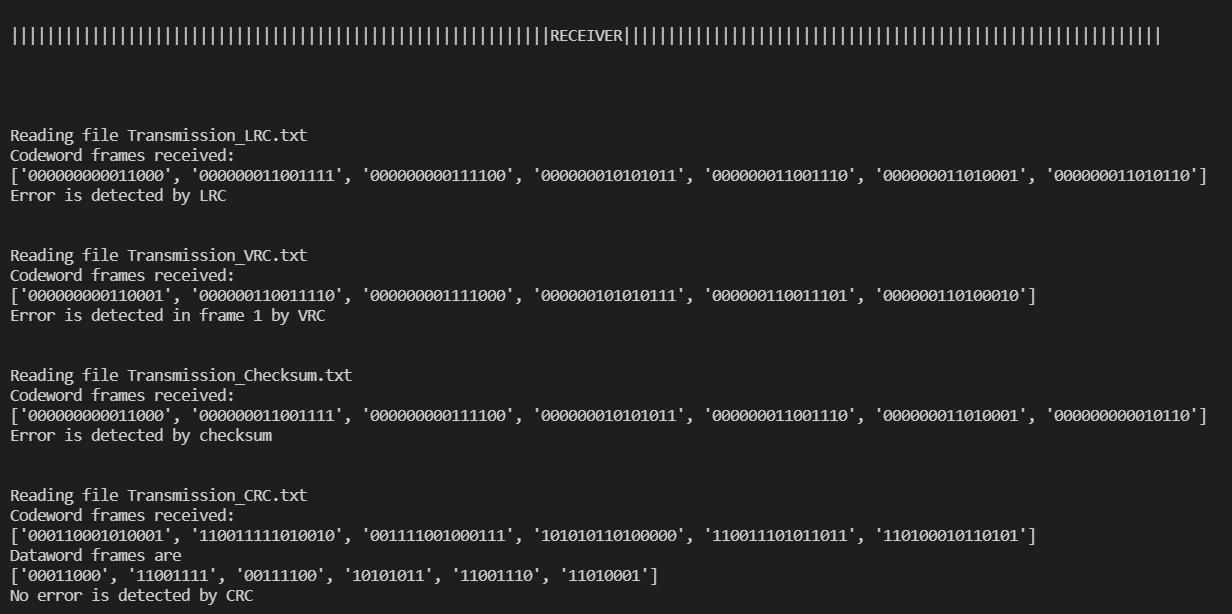 ||||||||||||||||||||||||||||||||||||||||||||||||||||||||||||RECEIVER||||||||||||||||||||||||||||||||||||||||||||||||||||||||||||
Reading file Transmission_LRC.txt
Codeword frames received:
['000000000011000', '000000011001111', '000000000111100', '000000010101011', '000000011001110', '000000011010001', '000000011010110']
Error is detected by LRC
Reading file Transmission_VRC.txt
Codeword frames received:
['000000000110001', '000000110011110', '000000001111000', '000000101010111', '000000110011101', '000000110100010']
Error is detected in frame 1 by VRC
Reading file Transmission_Checksum.txt
Codeword frames received:
['000000000011000', '000000011001111', '000000000111100', '000000010101011', '000000011001110', '000000011010001', '000000000010110']
Error is detected by checksum
Reading file Transmission_CRC.txt
Codeword frames received:
['000110001010001', '110011111010010', '001111001000111', '101010110100000', '110011101011011', '110100010110101']
Dataword frames are
['00011000', '11001111', '00111100', '10101011', '11001110', '11010001']
No error is detected by CRC